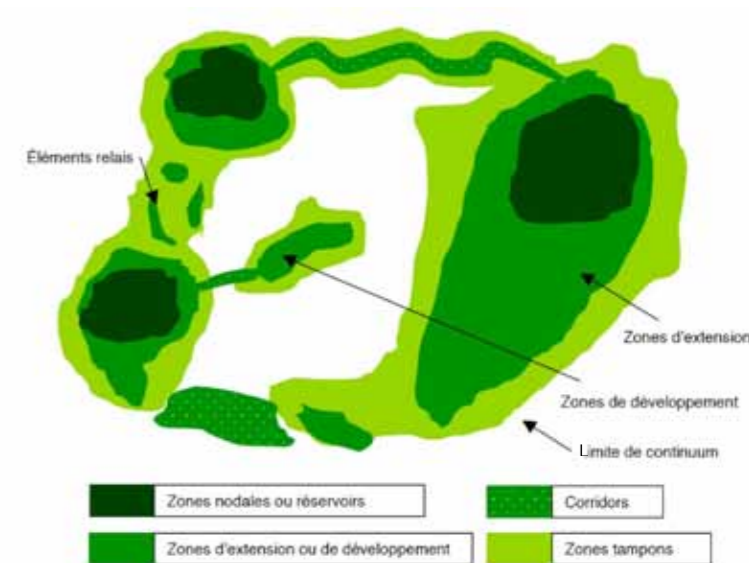 Éléments relais
Zones d'extension
Zones de développement
Limite de continuum
Zones nodales ou réservoirs
Corridors
Zones d'extension ou de développement
Zones tampons